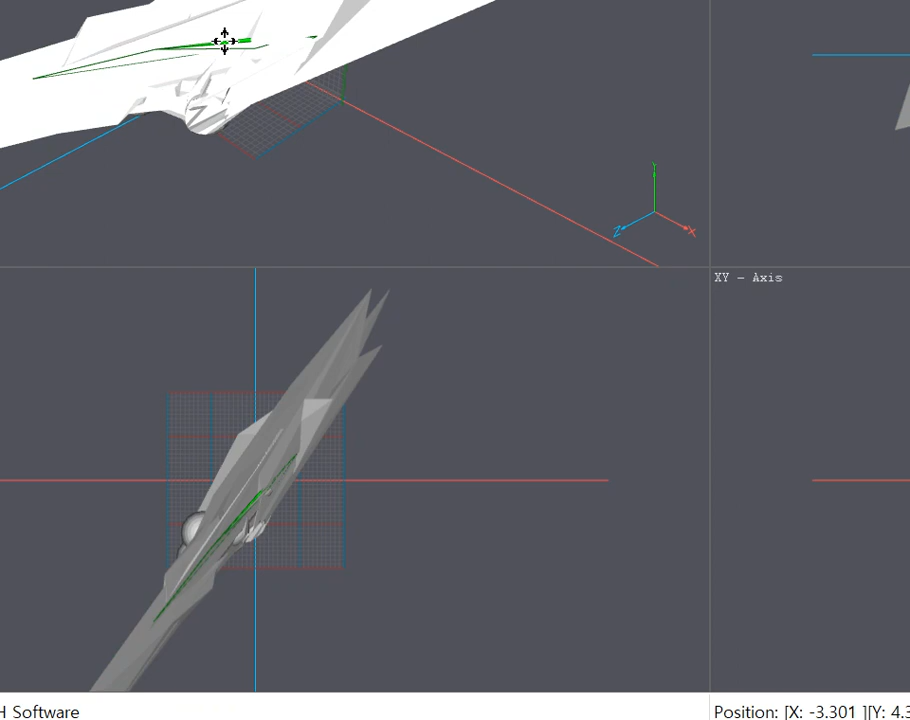 Y
Z
X
XY - Axis
H Software
Position: [X: -3.301 ][Y: 4.3